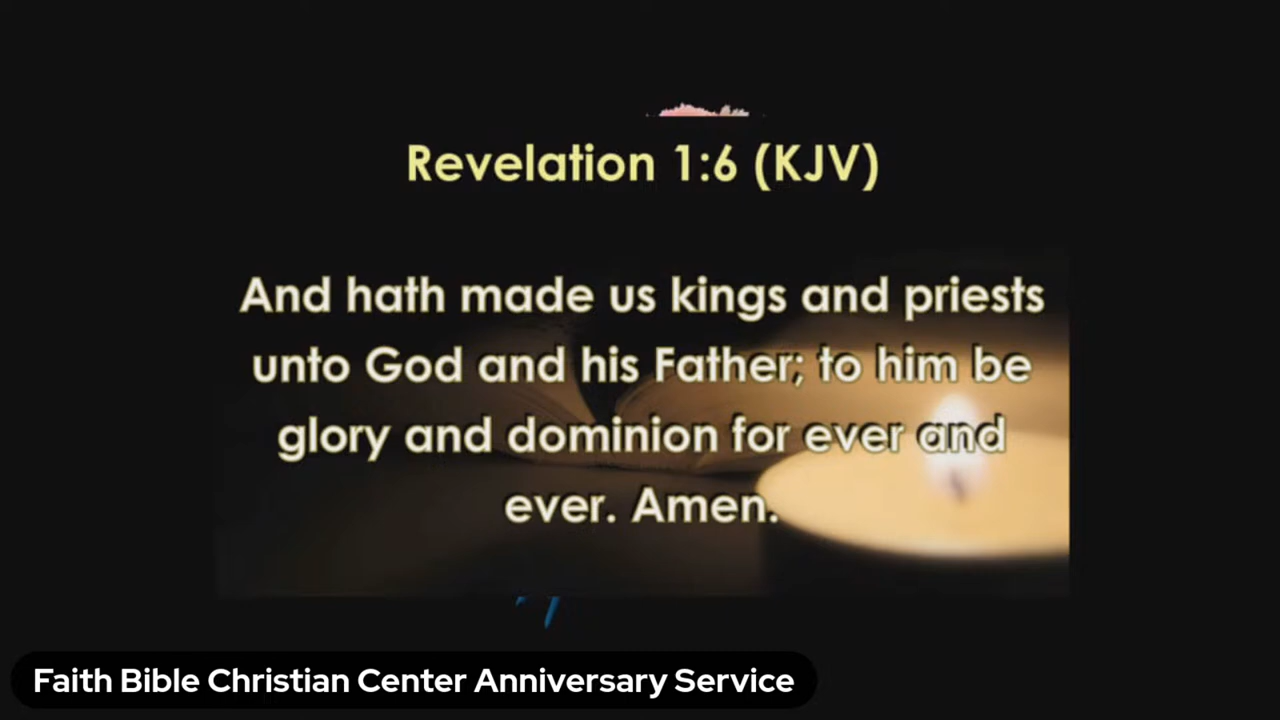 Revelation 1:6 (KJV)
And hath made us kings and priests
unto God and his Father; to him be
glory and dominion for ever and
ever. Amen.
Faith Bible Christian Center Anniversary Service